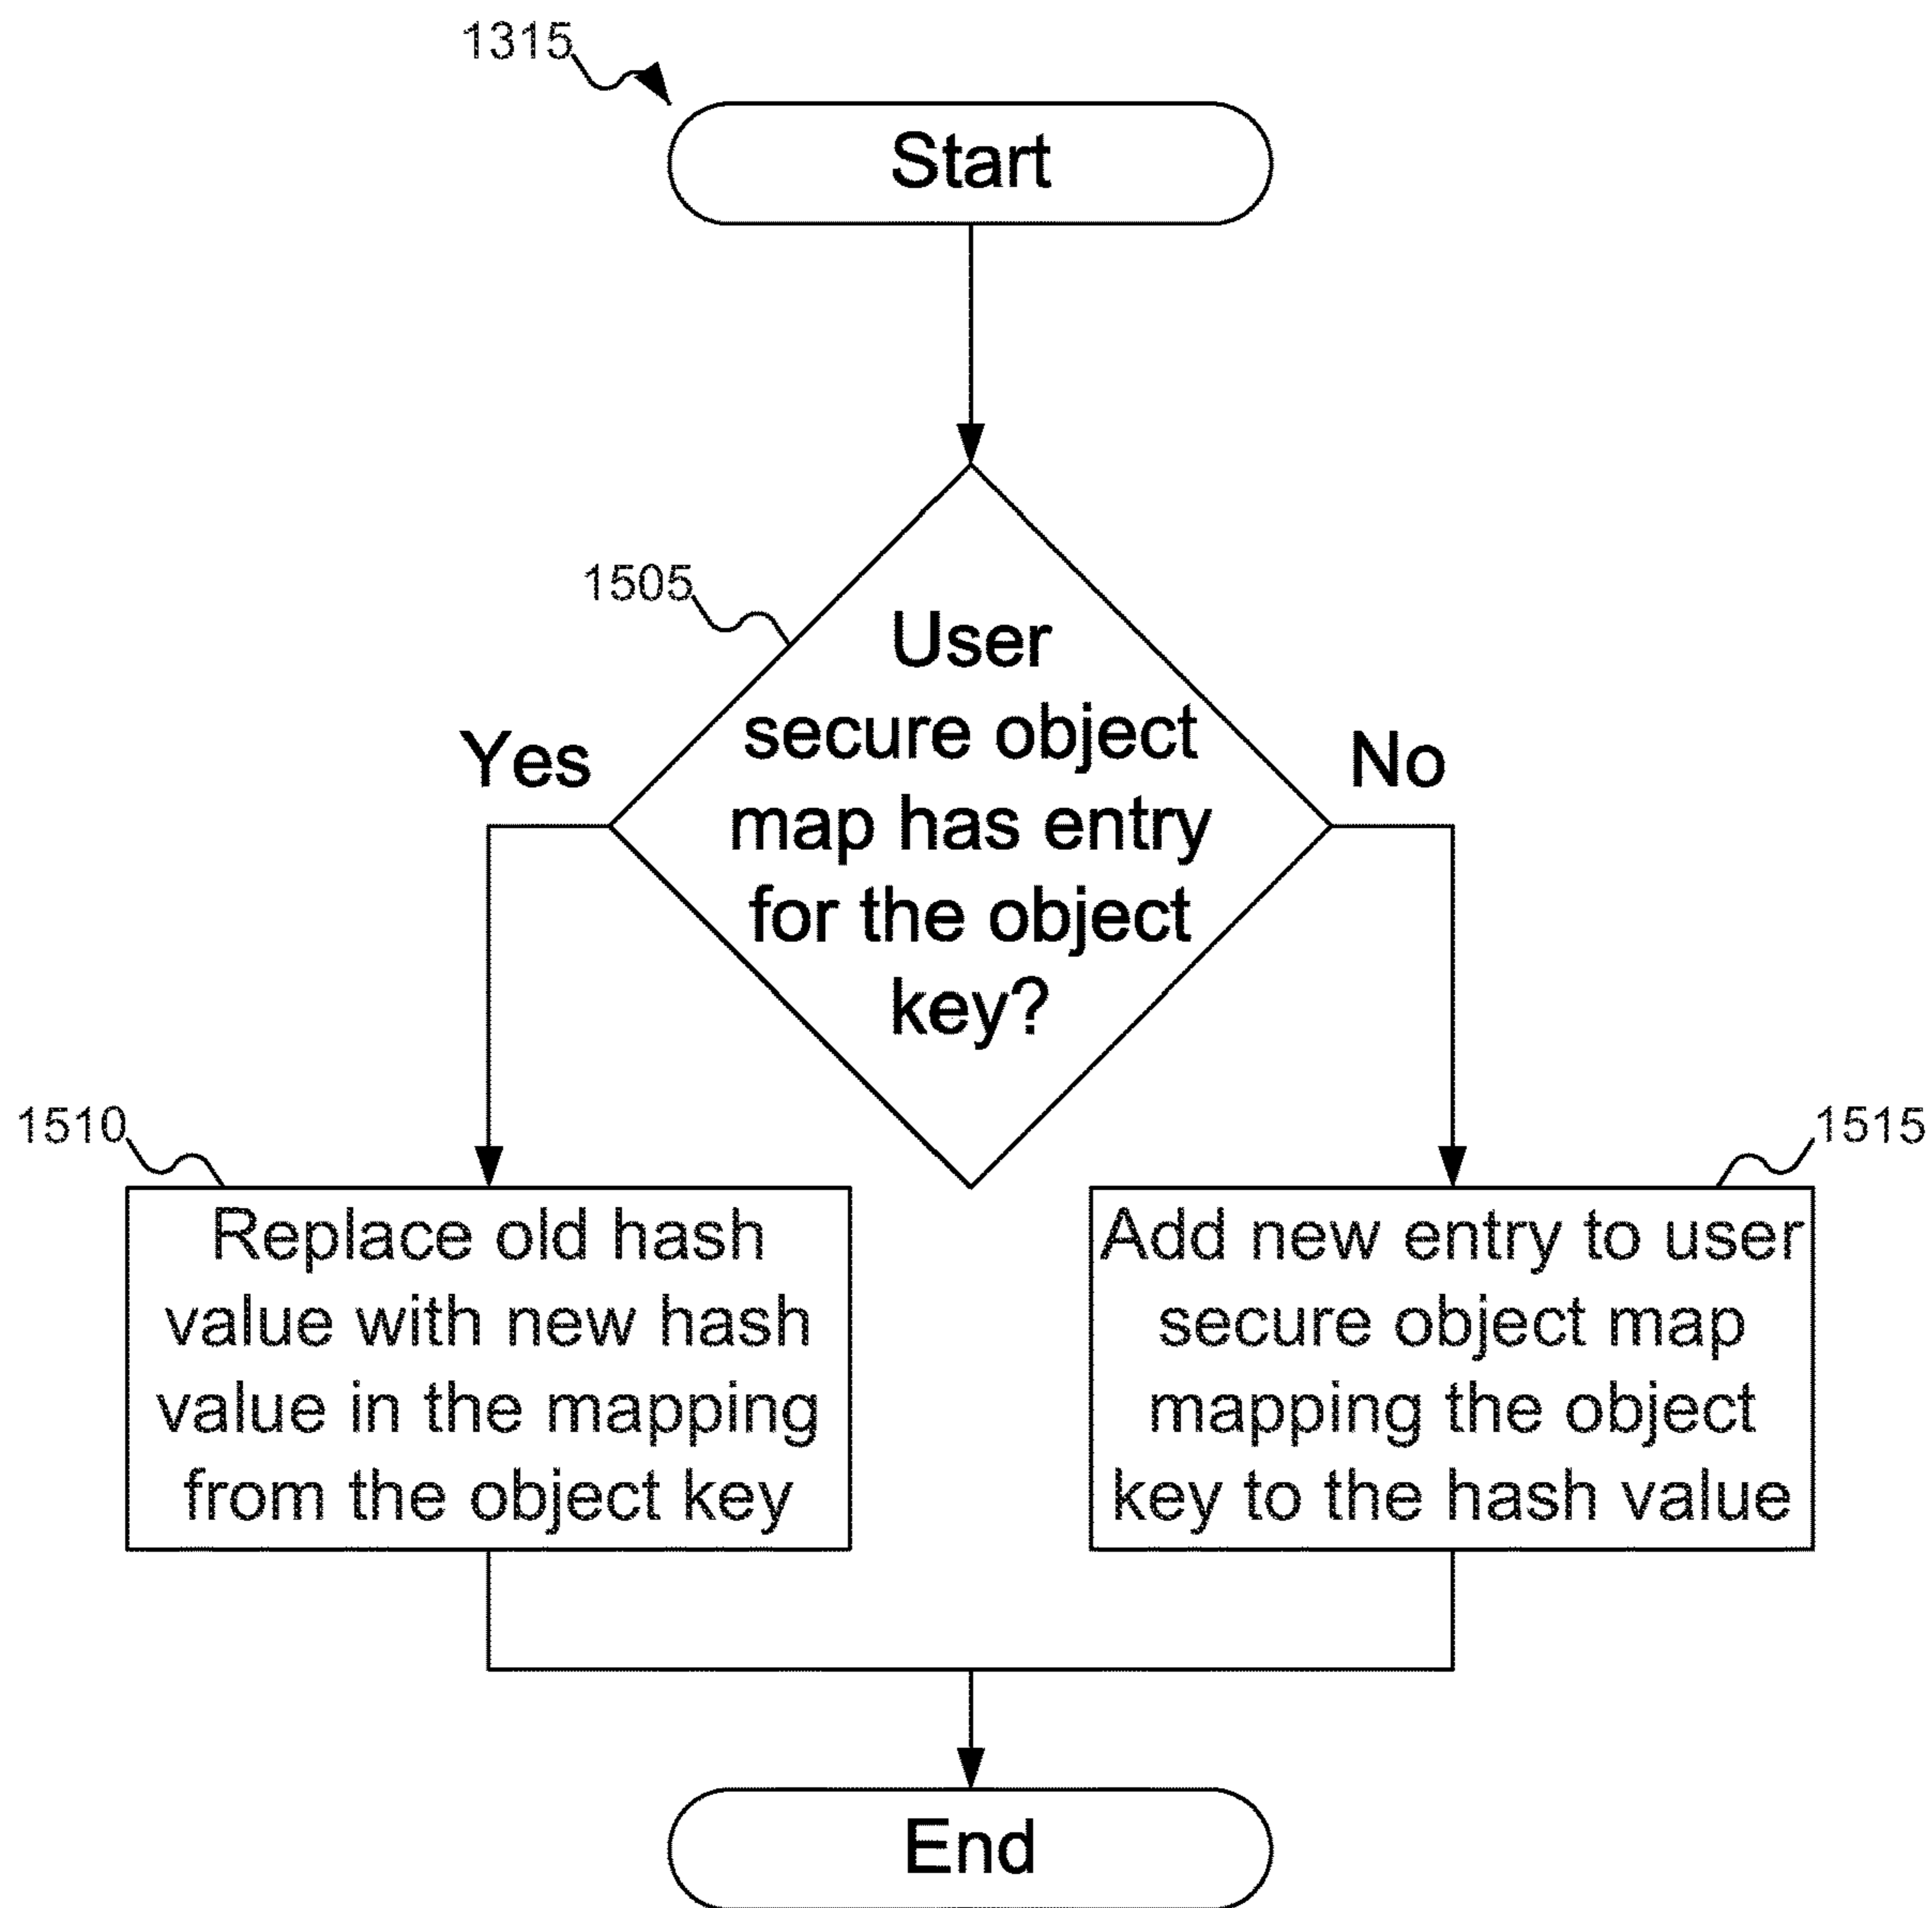 1315
Start
1505
User
secure object
map has entry
for the object
key?
Yes
No
1510
Replace old hash
value with new hash
value in the mapping
from the object key
1515
Add new entry to user
secure object map
mapping the object
key to the hash value
End